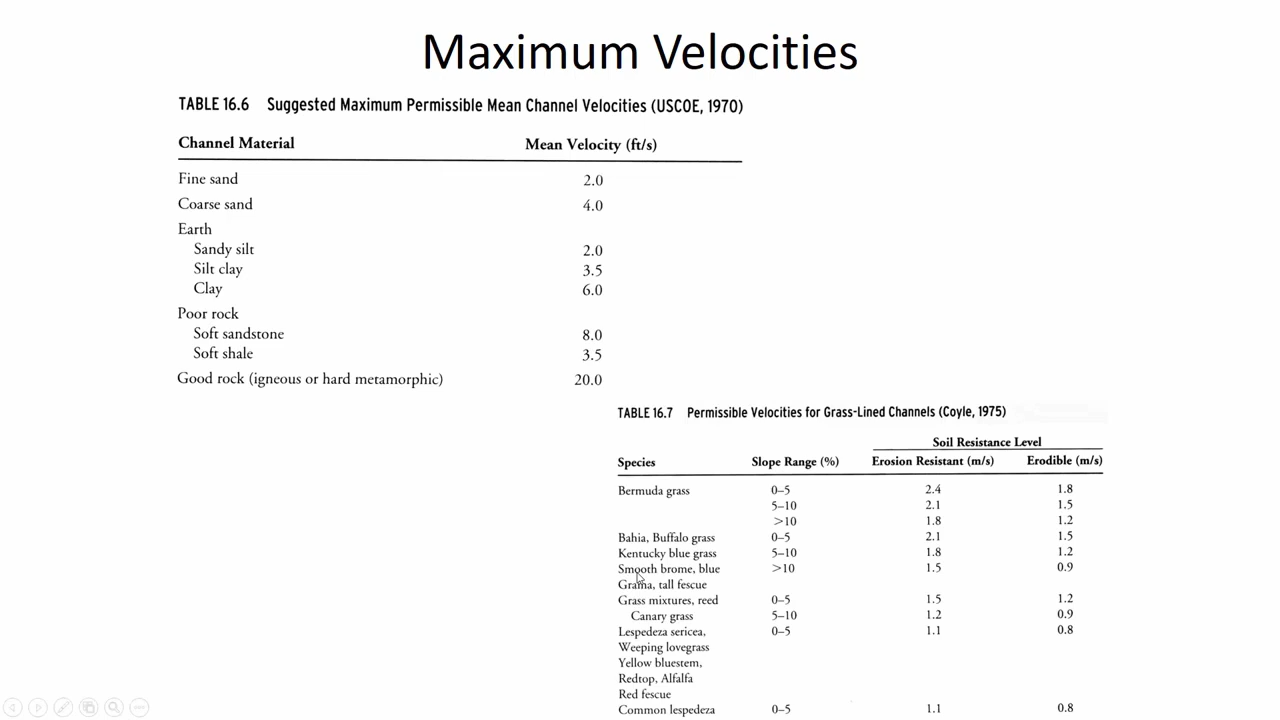 Maximum Velocities
TABLE 16.6 Suggested Maximum Permissible Mean Channel Velocities (USCOE, 1970)
Channel Material Mean Velocity (ft/s)
Fine sand 2.0
Coarse sand 4.0
Earth
Sandy silt 2.0
Silt clay 3.5
Clay 6.0
Poor rock
Soft sandstone 8.0
Soft shale 3.5
Good rock (igneous or hard metamorphic) 20.0
TABLE 16.7 Permissible Velocities for Grass-Lined Channels (Coyle, 1975)
Soil Resistance Level
Species Slope Range (%) Erosion Resistant (m/s) Erodible (m/s)
Bermuda grass 0–5 2.4 1.8
5–10 2.1 1.5
>10 1.8 1.2
Bahia, Buffalo grass 0–5 2.1 1.5
Kentucky blue grass 5–10 1.8 1.2
Smooth brome, blue >10 1.5 0.9
Grama, tall fescue
Grass mixtures, reed 0–5 1.5 1.2
Canary grass 5–10 1.2 0.9
Lespedeza sericea, 0–5 1.1 0.8
Weeping lovegrass
Yellow bluestem,
Redtop, Alfalfa
Red fescue
Common lespedeza 0–5 1.1 0.8